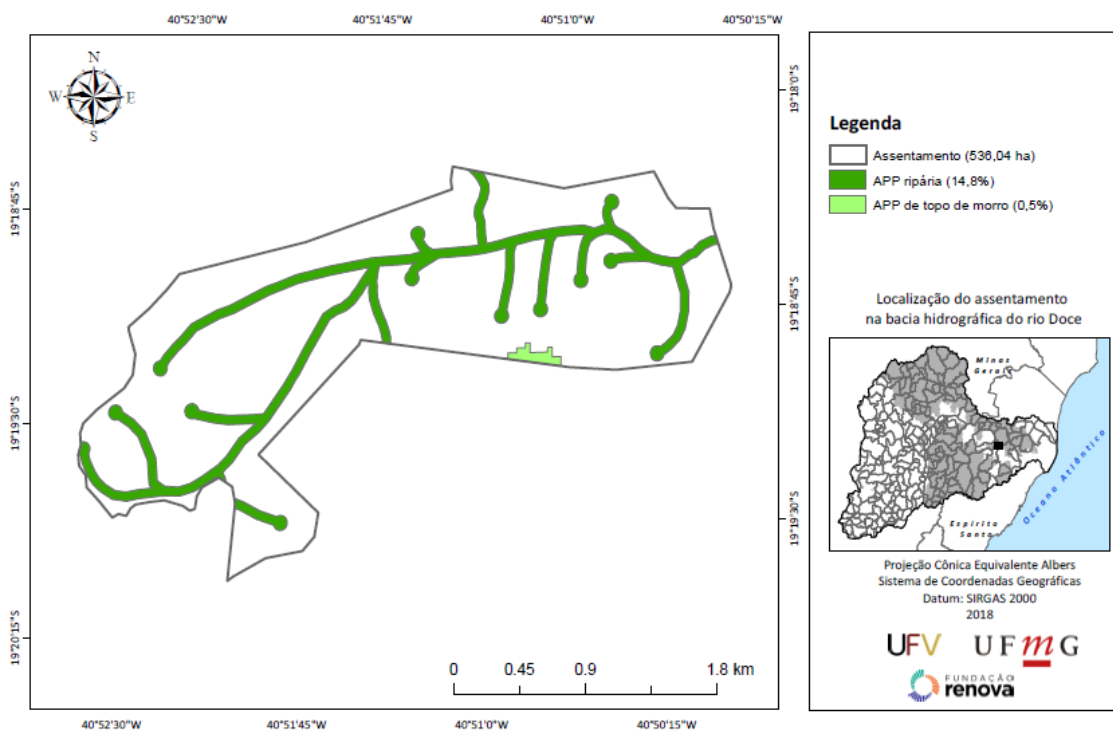 40°52'30"W
40°51'45"W
40°51'0"W
40°50'15"W
N
W
E
S
19°18'45"S
19°19'30"S
19°20'15"S
19°18'0"S
19°18'45"S
19°19'30"S
0 0.45 0.9 1.8 km
40°52'30"W
40°51'45"W
40°51'0"W
40°50'15"W
Legenda
Assentamento (536,04 ha)
APP ripária (14,8%)
APP de topo de morro (0,5%)
Localização do assentamento
na bacia hidrográfica do rio Doce
Minas
Gerais
Oceano Atlântico
Espírito
Santo
Projeção Cônica Equivalente Albers
Sistema de Coordenadas Geográficas
Datum: SIRGAS 2000
2018
UFV
UFmG
FUNDAÇÃO
renova